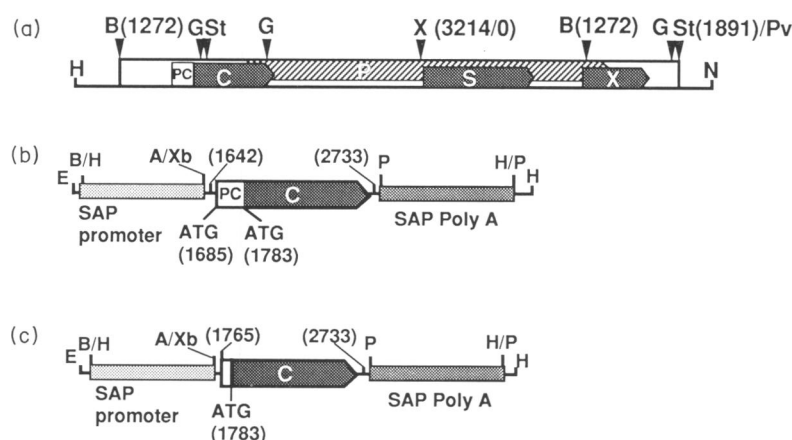 (a) B(1272) GSt G X (3214/0) B(1272) G St(1891)/Pv
H PC C P S X N
(b) B/H A/Xb (1642) (2733) P H/P
E H
PC C
SAP promoter ATG (1685) ATG (1783) SAP Poly A
(c) B/H A/Xb (1765) (2733) P H/P
E H
C
SAP promoter ATG (1783) SAP Poly A